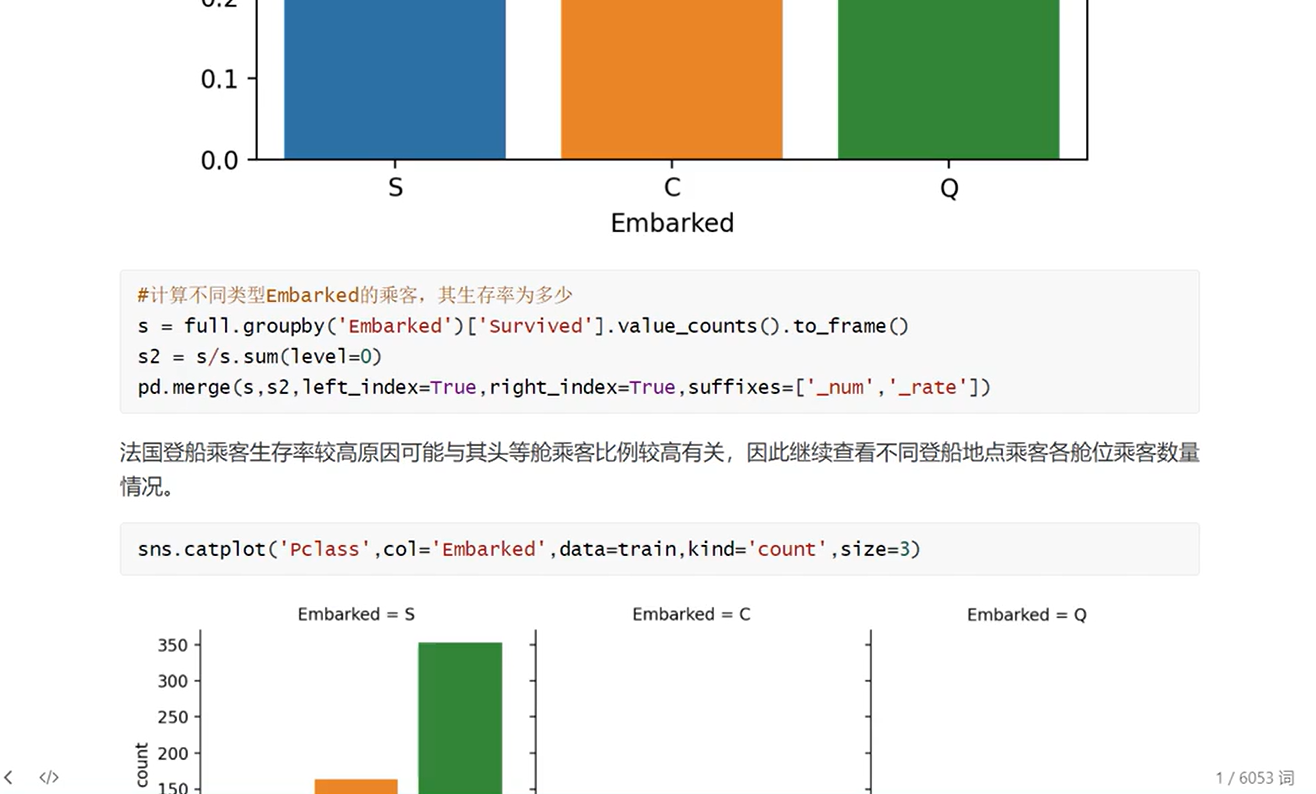 0.2
0.1
0.0
S C Q
Embarked
#计算不同类型Embarked的乘客，其生存率为多少
s = full.groupby('Embarked')['Survived'].value_counts().to_frame()
s2 = s/s.sum(level=0)
pd.merge(s,s2,left_index=True,right_index=True,suffixes=['_num','_rate'])
法国登船乘客生存率较高原因可能与其头等舱乘客比例较高有关，因此继续查看不同登船地点乘客各舱位乘客数量
情况。
sns.catplot('Pclass',col='Embarked',data=train,kind='count',size=3)
Embarked = S Embarked = C Embarked = Q
350
300
250
200
150
count
</> 1 / 6053 词